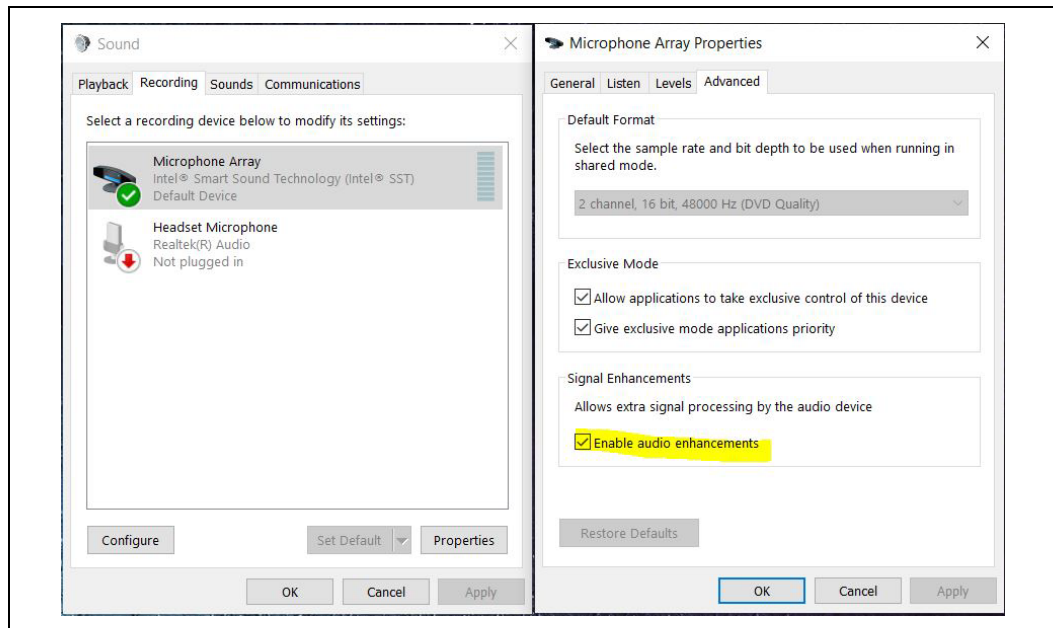 Sound
Playback Recording Sounds Communications
Select a recording device below to modify its settings:
Microphone Array
Intel® Smart Sound Technology (Intel® SST)
Default Device
Headset Microphone
Realtek(R) Audio
Not plugged in
Configure Set Default Properties
OK Cancel Apply
Microphone Array Properties
General Listen Levels Advanced
Default Format
Select the sample rate and bit depth to be used when running in
shared mode.
2 channel, 16 bit, 48000 Hz (DVD Quality)
Exclusive Mode
Allow applications to take exclusive control of this device
Give exclusive mode applications priority
Signal Enhancements
Allows extra signal processing by the audio device
Enable audio enhancements
Restore Defaults
OK Cancel Apply